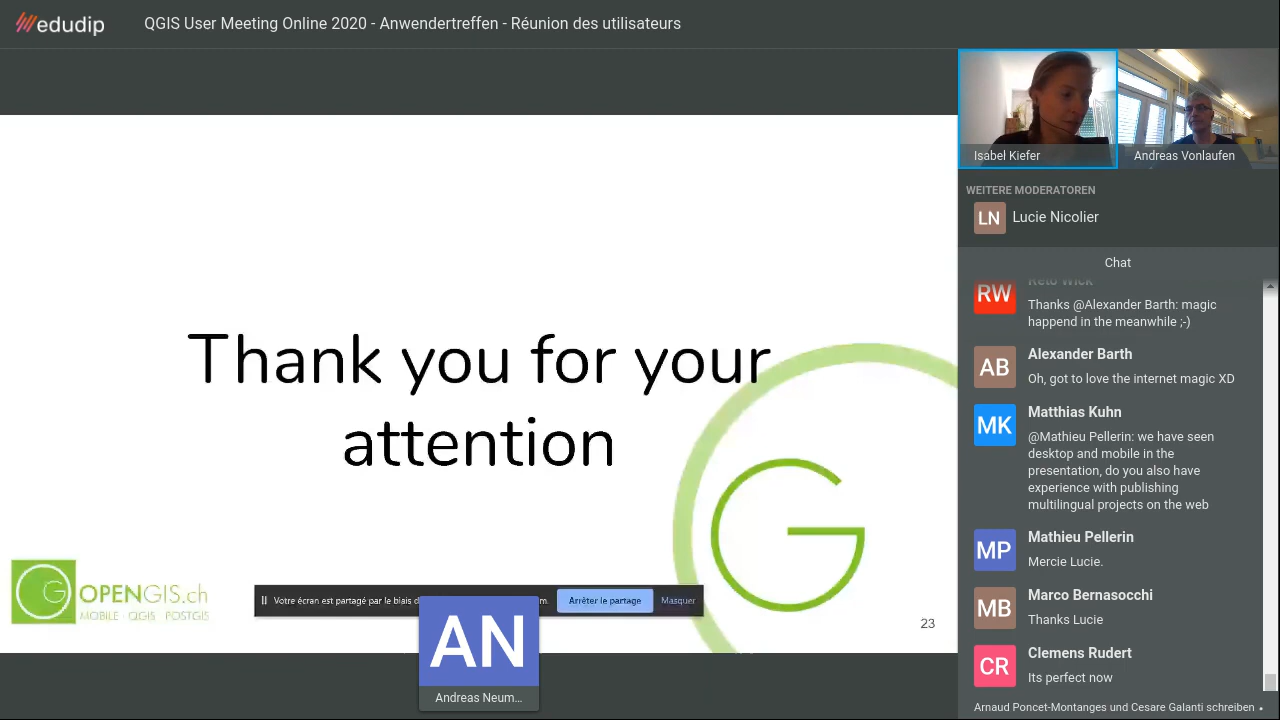 edudip
QGIS User Meeting Online 2020 - Anwendertreffen - Réunion des utilisateurs
Isabel Kiefer
Andreas Vonlaufen
WEITERE MODERATOREN
LN
Lucie Nicolier
Chat
Reto Wick
RW
Thanks @Alexander Barth: magic
happend in the meanwhile ;-)
AB
Alexander Barth
Oh, got to love the internet magic XD
MK
Matthias Kuhn
@Mathieu Pellerin: we have seen
desktop and mobile in the
presentation, do you also have
experience with publishing
multilingual projects on the web
MP
Mathieu Pellerin
Mercie Lucie.
MB
Marco Bernasocchi
Thanks Lucie
CR
Clemens Rudert
Its perfect now
Arnaud Poncet-Montanges und Cesare Galanti schreiben
Thank you for your
attention
G
OPENGIS.ch
MOBILE · QGIS · POSTGIS
Votre écran est partagé par le biais d
Arrêter le partage
Masquer
23
AN
Andreas Neum...